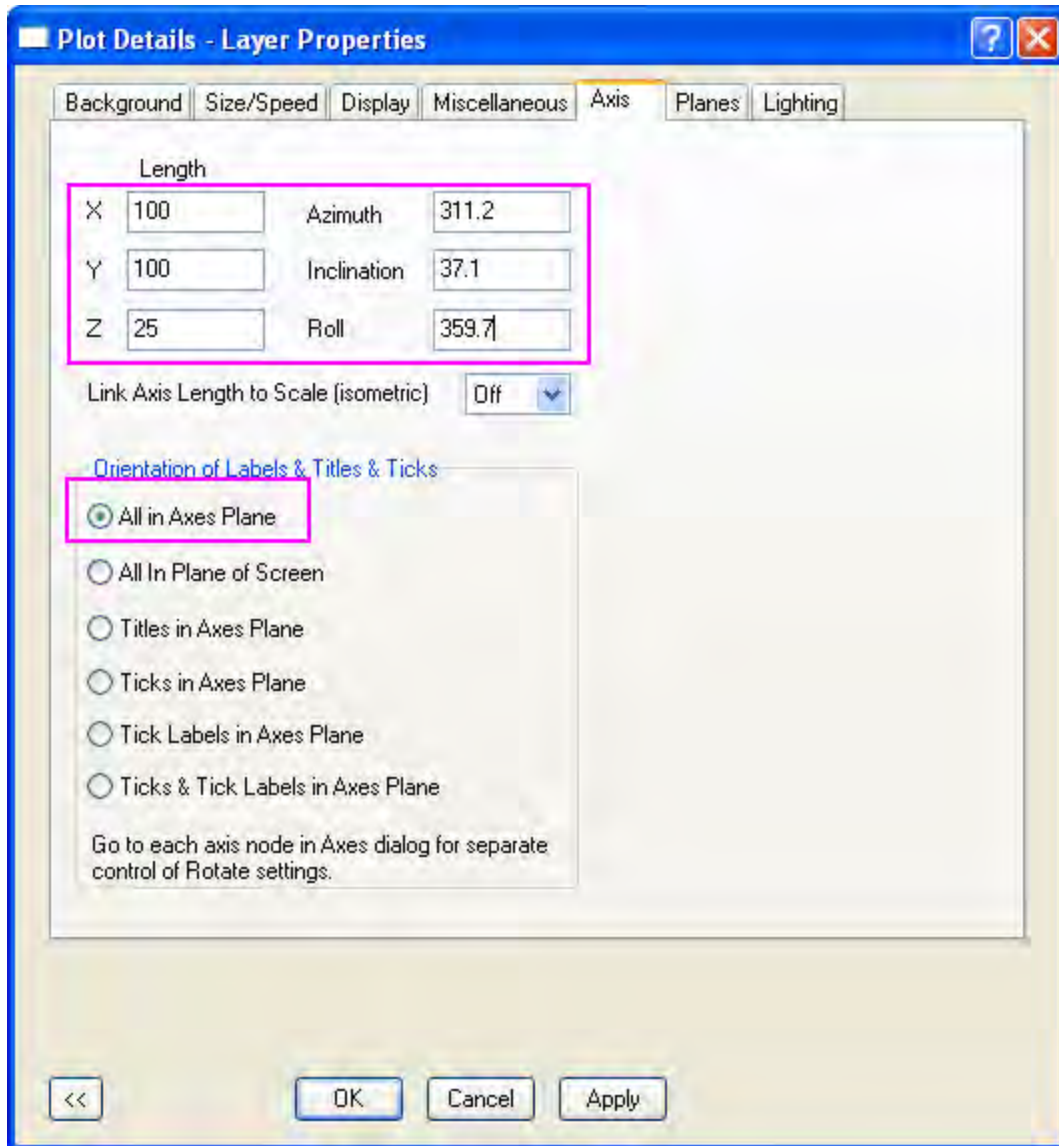 Plot Details - Layer Properties
Background Size/Speed Display Miscellaneous Axis Planes Lighting
Length
X 100 Azimuth 311.2
Y 100 Inclination 37.1
Z 25 Roll 359.7
Link Axis Length to Scale (isometric) Off
Orientation of Labels & Titles & Ticks
All in Axes Plane
All In Plane of Screen
Titles in Axes Plane
Ticks in Axes Plane
Tick Labels in Axes Plane
Ticks & Tick Labels in Axes Plane
Go to each axis node in Axes dialog for separate
control of Rotate settings.
<< OK Cancel Apply